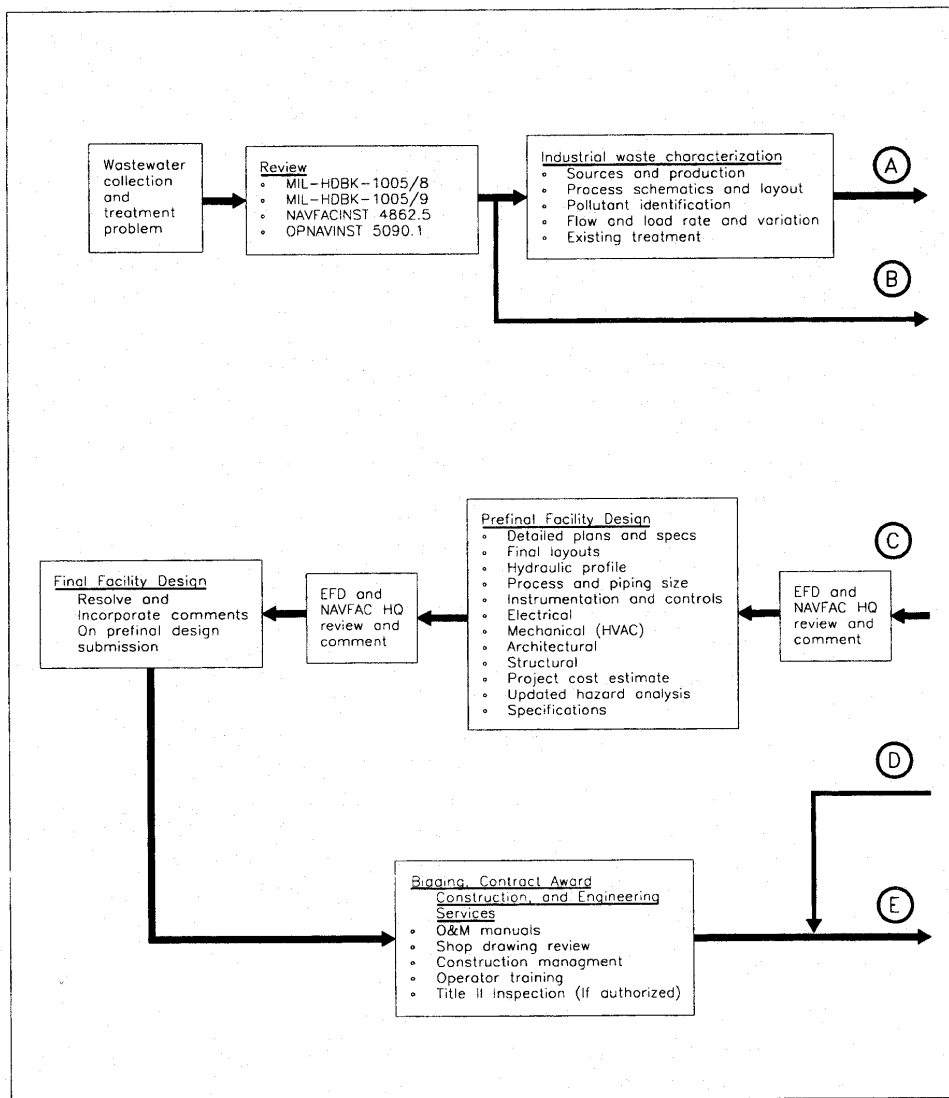 Wastewater
collection
and
treatment
problem
Review
° MIL-HDBK-1005/8
° MIL-HDBK-1005/9
° NAVFACINST 4862.5
° OPNAVINST 5090.1
Industrial waste characterization
° Sources and production
° Process schematics and layout
° Pollutant identification
° Flow and load rate and variation
° Existing treatment
A
B
Final Facility Design
Resolve and
Incorporate comments
On prefinal design
submission
EFD and
NAVFAC HQ
review and
comment
Prefinal Facility Design
° Detailed plans and specs
° Final layouts
° Hydraulic profile
° Process and piping size
° Instrumentation and controls
° Electrical
° Mechanical (HVAC)
° Architectural
° Structural
° Project cost estimate
° Updated hazard analysis
° Specifications
EFD and
NAVFAC HQ
review and
comment
C
D
Bigging, Contract Award
Construction, and Engineering
Services
° O&M manuals
° Shop drawing review
° Construction managment
° Operator training
° Title II Inspection (If authorized)
E